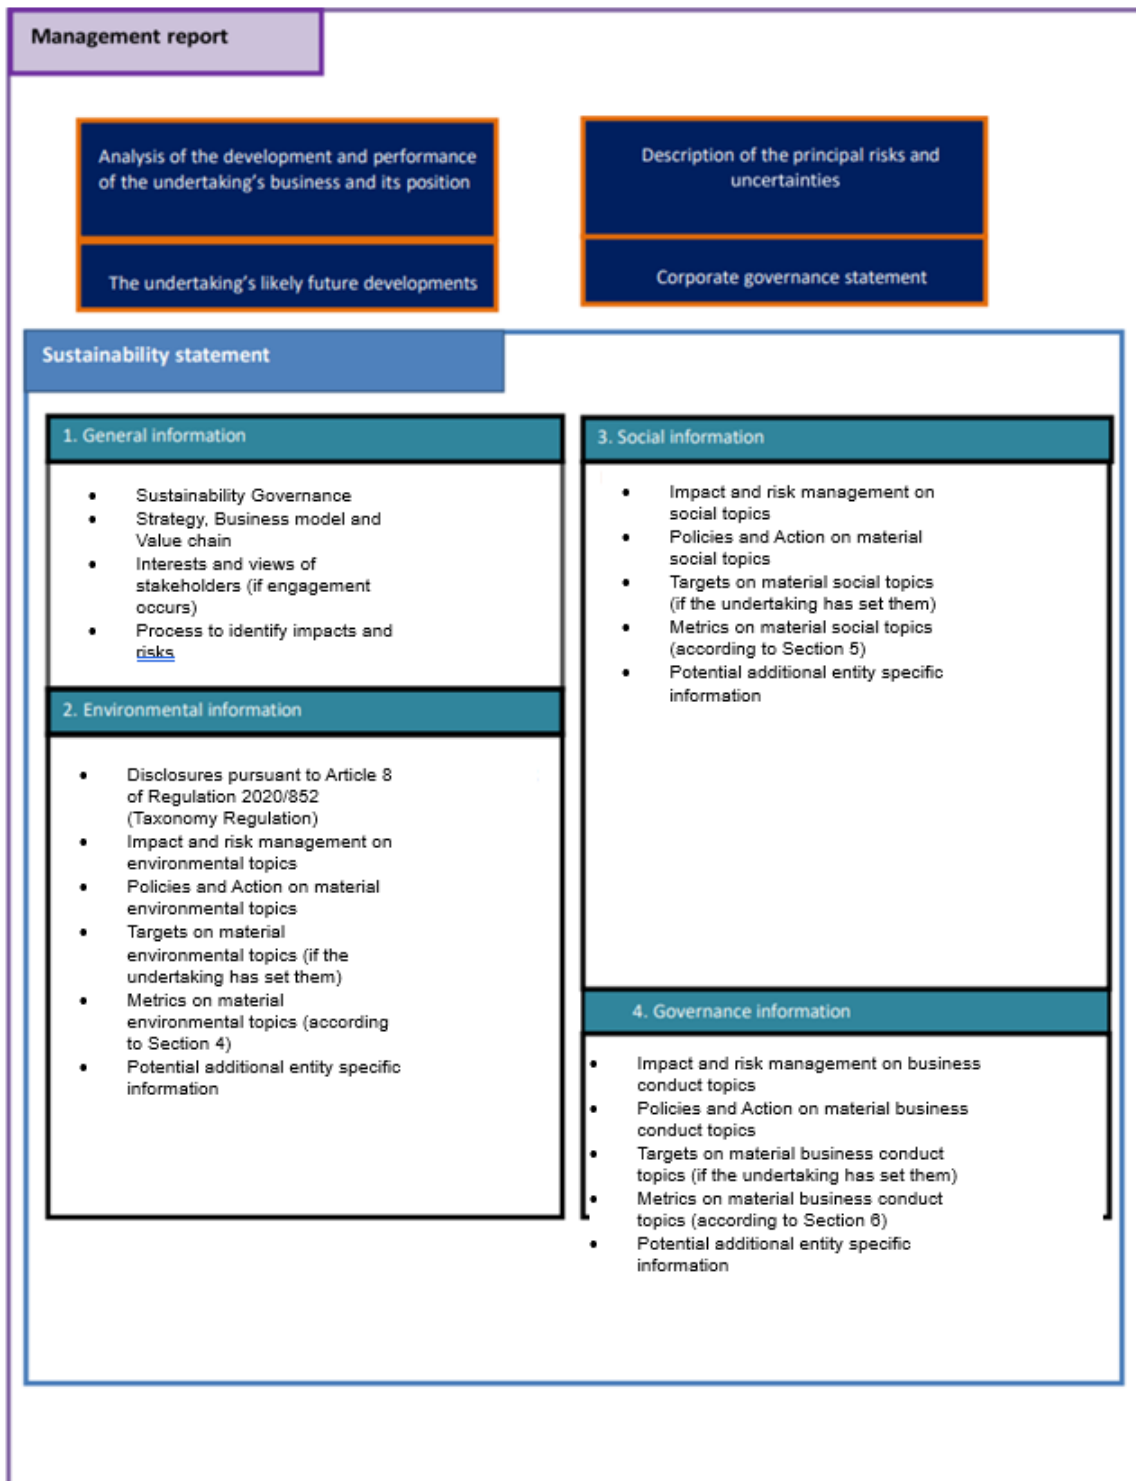 Management report
Analysis of the development and performance
of the undertaking's business and its position
Description of the principal risks and
uncertainties
The undertaking's likely future developments
Corporate governance statement
Sustainability statement
1. General information
• Sustainability Governance
• Strategy, Business model and
Value chain
• Interests and views of
stakeholders (if engagement
occurs)
• Process to identify impacts and
risks
2. Environmental information
• Disclosures pursuant to Article 8
of Regulation 2020/852
(Taxonomy Regulation)
• Impact and risk management on
environmental topics
• Policies and Action on material
environmental topics
• Targets on material
environmental topics (if the
undertaking has set them)
• Metrics on material
environmental topics (according
to Section 4)
• Potential additional entity specific
information
3. Social information
• Impact and risk management on
social topics
• Policies and Action on material
social topics
• Targets on material social topics
(if the undertaking has set them)
• Metrics on material social topics
(according to Section 5)
• Potential additional entity specific
information
4. Governance information
• Impact and risk management on business
conduct topics
• Policies and Action on material business
conduct topics
• Targets on material business conduct
topics (if the undertaking has set them)
• Metrics on material business conduct
topics (according to Section 6)
• Potential additional entity specific
information